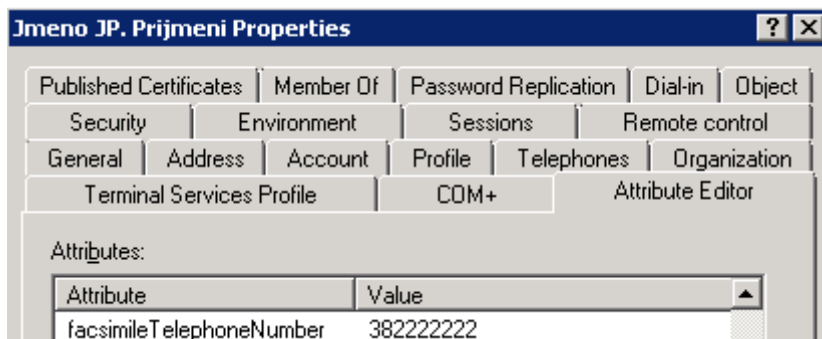 Jmeno JP. Prijmeni Properties ? X
Published Certificates Member Of Password Replication Dial-in Object
Security Environment Sessions Remote control
General Address Account Profile Telephones Organization
Terminal Services Profile COM+ Attribute Editor
Attributes:
Attribute Value
facsimileTelephoneNumber 382222222